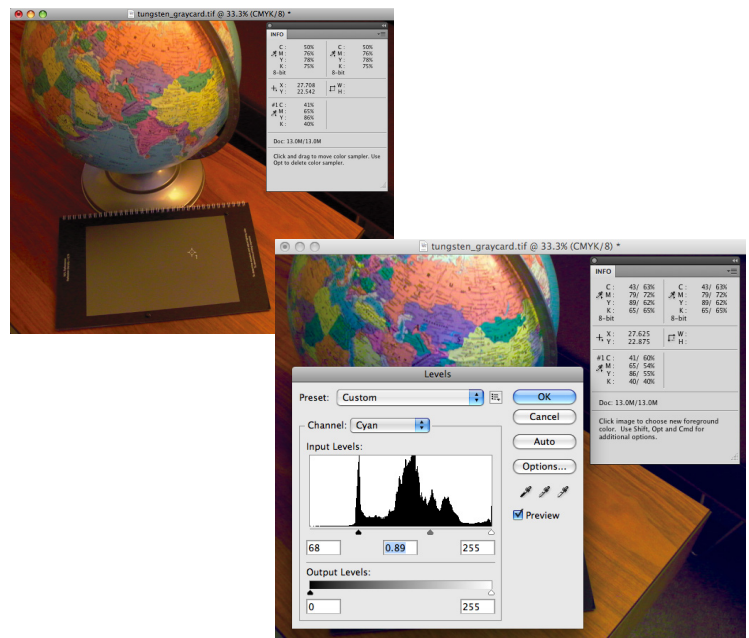 tungsten_graycard.tif @ 33.3% (CMYK/8) *
INFO
C : 50% C : 50%
M : 76% M : 76%
Y : 78% Y : 78%
K : 75% K : 75%
8-bit 8-bit
X : 27.708 W :
Y : 22.542 H :
#1 C : 41%
M : 65%
Y : 86%
K : 40%
Doc: 13.0M/13.0M
Click and drag to move color sampler. Use
Opt to delete color sampler.
tungsten_graycard.tif @ 33.3% (CMYK/8) *
INFO
C : 43/ 63% C : 43/ 63%
M : 79/ 72% M : 79/ 72%
Y : 89/ 62% Y : 89/ 62%
K : 65/ 65% K : 65/ 65%
8-bit 8-bit
X : 27.625 W :
Y : 22.875 H :
#1 C : 41/ 60%
M : 65/ 54%
Y : 86/ 55%
K : 40/ 40%
Doc: 13.0M/13.0M
Click image to choose new foreground
color. Use Shift, Opt and Cmd for
additional options.
Levels
Preset: Custom
OK
Cancel
Channel: Cyan
Auto
Input Levels:
Options...
Preview
68 0.89 255
Output Levels:
0 255